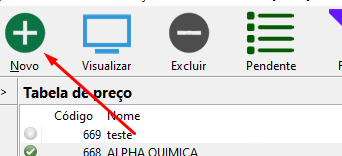 Novo Visualizar Excluir Pendente
> Tabela de preço
Código Nome
669 teste
668 ALPHA QUIMICA